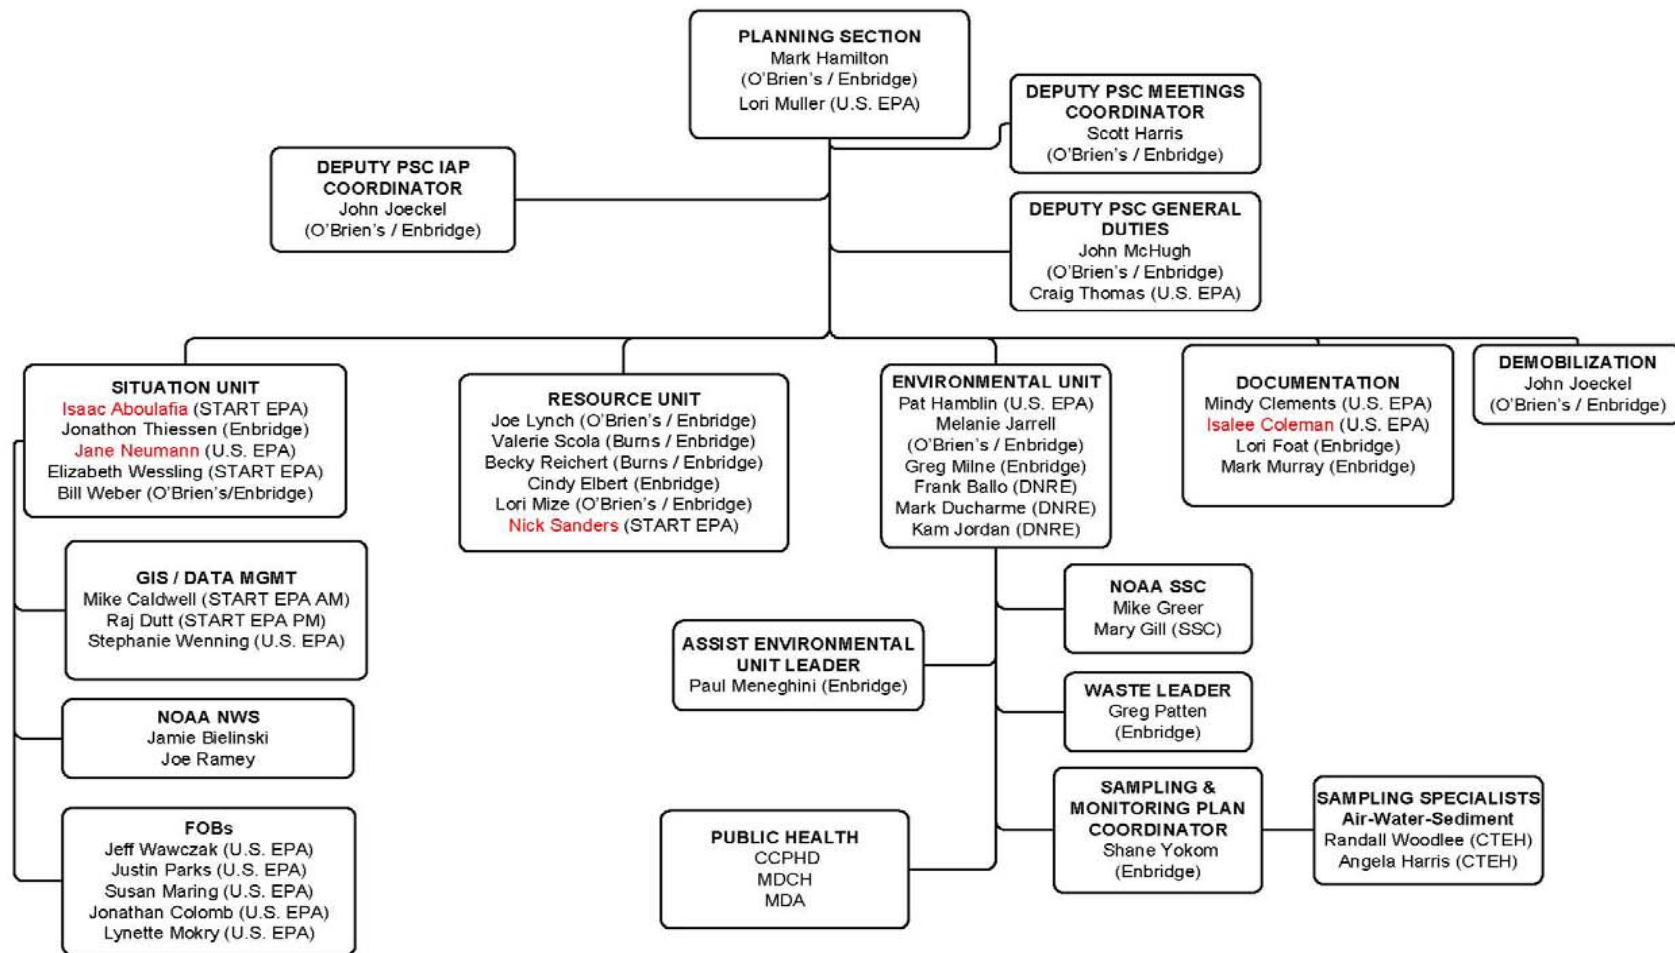 PLANNING SECTION
Mark Hamilton
(O'Brien's / Enbridge)
Lori Muller (U.S. EPA)
DEPUTY PSC MEETINGS
COORDINATOR
Scott Harris
(O'Brien's / Enbridge)
DEPUTY PSC IAP
COORDINATOR
John Joeckel
(O'Brien's / Enbridge)
DEPUTY PSC GENERAL
DUTIES
John McHugh
(O'Brien's / Enbridge)
Craig Thomas (U.S. EPA)
SITUATION UNIT
Isaac Aboulafia (START EPA)
Jonathon Thiessen (Enbridge)
Jane Neumann (U.S. EPA)
Elizabeth Wessling (START EPA)
Bill Weber (O'Brien's/Enbridge)
RESOURCE UNIT
Joe Lynch (O'Brien's / Enbridge)
Valerie Scola (Burns / Enbridge)
Becky Reichert (Burns / Enbridge)
Cindy Elbert (Enbridge)
Lori Mize (O'Brien's / Enbridge)
Nick Sanders (START EPA)
ENVIRONMENTAL UNIT
Pat Hamblin (U.S. EPA)
Melanie Jarrell
(O'Brien's / Enbridge)
Greg Milne (Enbridge)
Frank Ballo (DNRE)
Mark Ducharme (DNRE)
Kam Jordan (DNRE)
DOCUMENTATION
Mindy Clements (U.S. EPA)
Isalee Coleman (U.S. EPA)
Lori Foat (Enbridge)
Mark Murray (Enbridge)
DEMOBILIZATION
John Joeckel
(O'Brien's / Enbridge)
GIS / DATA MGMT
Mike Caldwell (START EPA AM)
Raj Dutt (START EPA PM)
Stephanie Wenning (U.S. EPA)
NOAA NWS
Jamie Bielinski
Joe Ramey
FOBs
Jeff Wawczak (U.S. EPA)
Justin Parks (U.S. EPA)
Susan Maring (U.S. EPA)
Jonathan Colomb (U.S. EPA)
Lynette Mokry (U.S. EPA)
NOAA SSC
Mike Greer
Mary Gill (SSC)
ASSIST ENVIRONMENTAL
UNIT LEADER
Paul Meneghini (Enbridge)
WASTE LEADER
Greg Patten
(Enbridge)
PUBLIC HEALTH
CCPHD
MDCH
MDA
SAMPLING &
MONITORING PLAN
COORDINATOR
Shane Yokom
(Enbridge)
SAMPLING SPECIALISTS
Air-Water-Sediment
Randall Woodlee (CTEH)
Angela Harris (CTEH)